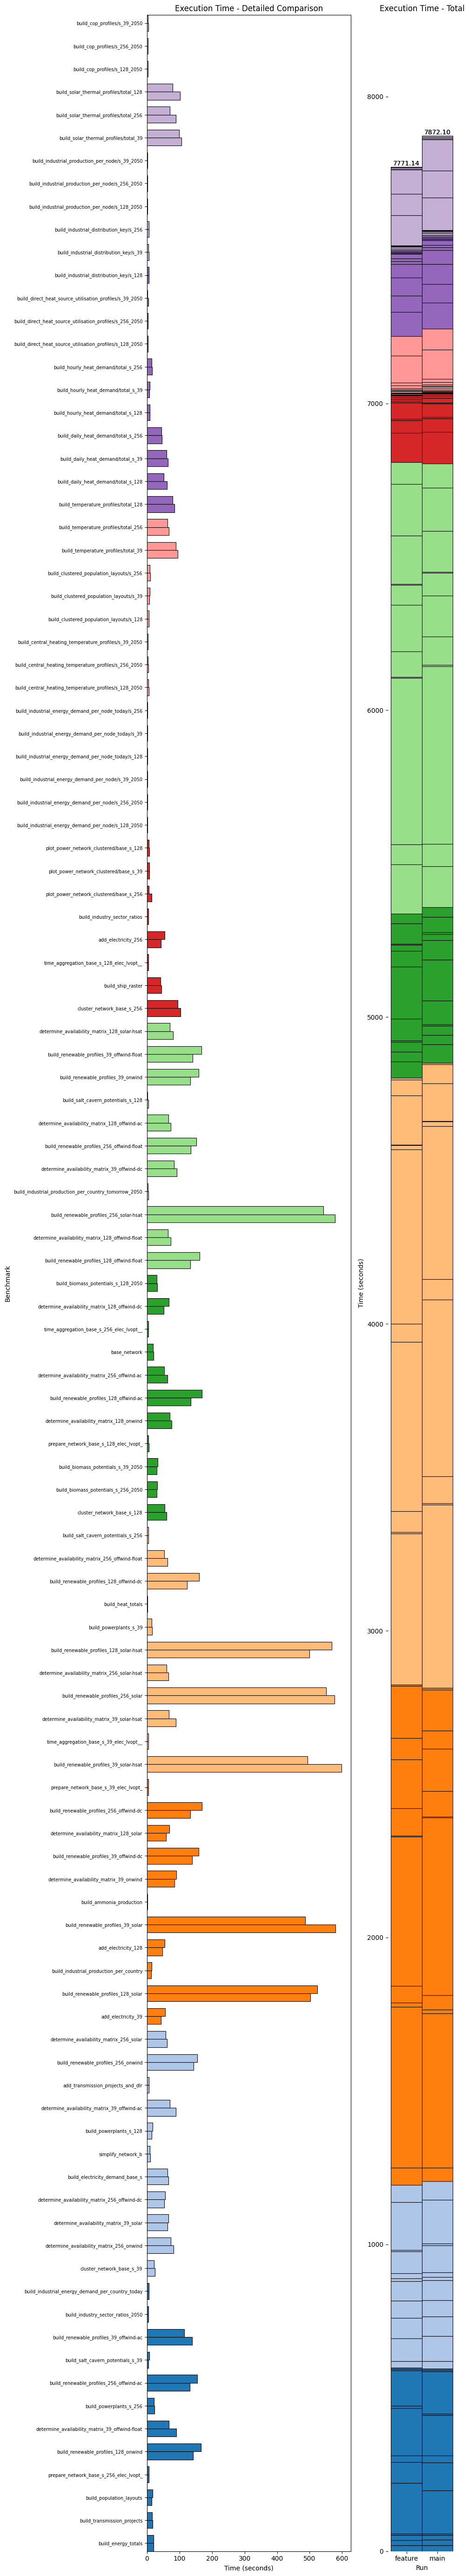 Execution Time - Detailed Comparison
Execution Time - Total
build_cop_profiles/s_39_2050
build_cop_profiles/s_256_2050
build_cop_profiles/s_128_2050
build_solar_thermal_profiles/total_128
build_solar_thermal_profiles/total_256
build_solar_thermal_profiles/total_39
build_industrial_production_per_node/s_39_2050
build_industrial_production_per_node/s_256_2050
build_industrial_production_per_node/s_128_2050
build_industrial_distribution_key/s_256
build_industrial_distribution_key/s_39
build_industrial_distribution_key/s_128
build_direct_heat_source_utilisation_profiles/s_39_2050
build_direct_heat_source_utilisation_profiles/s_256_2050
build_direct_heat_source_utilisation_profiles/s_128_2050
build_hourly_heat_demand/total_s_256
build_hourly_heat_demand/total_s_39
build_hourly_heat_demand/total_s_128
build_daily_heat_demand/total_s_256
build_daily_heat_demand/total_s_39
build_daily_heat_demand/total_s_128
build_temperature_profiles/total_128
build_temperature_profiles/total_256
build_temperature_profiles/total_39
build_clustered_population_layouts/s_256
build_clustered_population_layouts/s_39
build_clustered_population_layouts/s_128
build_central_heating_temperature_profiles/s_39_2050
build_central_heating_temperature_profiles/s_256_2050
build_central_heating_temperature_profiles/s_128_2050
build_industrial_energy_demand_per_node_today/s_256
build_industrial_energy_demand_per_node_today/s_39
build_industrial_energy_demand_per_node_today/s_128
build_industrial_energy_demand_per_node/s_39_2050
build_industrial_energy_demand_per_node/s_256_2050
build_industrial_energy_demand_per_node/s_128_2050
plot_power_network_clustered/base_s_128
plot_power_network_clustered/base_s_39
plot_power_network_clustered/base_s_256
build_industry_sector_ratios
add_electricity_256
time_aggregation_base_s_128_elec_lvopt__
build_ship_raster
cluster_network_base_s_256
determine_availability_matrix_128_solar-hsat
build_renewable_profiles_39_offwind-float
build_renewable_profiles_39_onwind
build_salt_cavern_potentials_s_128
determine_availability_matrix_128_offwind-ac
build_renewable_profiles_256_offwind-float
determine_availability_matrix_39_offwind-dc
build_industrial_production_per_country_tomorrow_2050
build_renewable_profiles_256_solar-hsat
determine_availability_matrix_128_offwind-float
build_renewable_profiles_128_offwind-float
build_biomass_potentials_s_128_2050
determine_availability_matrix_128_offwind-dc
time_aggregation_base_s_256_elec_lvopt__
base_network
determine_availability_matrix_256_offwind-ac
build_renewable_profiles_128_offwind-ac
determine_availability_matrix_128_onwind
prepare_network_base_s_128_elec_lvopt_
build_biomass_potentials_s_39_2050
build_biomass_potentials_s_256_2050
cluster_network_base_s_128
build_salt_cavern_potentials_s_256
determine_availability_matrix_256_offwind-float
build_renewable_profiles_128_offwind-dc
build_heat_totals
build_powerplants_s_39
build_renewable_profiles_128_solar-hsat
determine_availability_matrix_256_solar-hsat
build_renewable_profiles_256_solar
determine_availability_matrix_39_solar-hsat
time_aggregation_base_s_39_elec_lvopt__
build_renewable_profiles_39_solar-hsat
prepare_network_base_s_39_elec_lvopt_
build_renewable_profiles_256_offwind-dc
determine_availability_matrix_128_solar
build_renewable_profiles_39_offwind-dc
determine_availability_matrix_39_onwind
build_ammonia_production
build_renewable_profiles_39_solar
add_electricity_128
build_industrial_production_per_country
build_renewable_profiles_128_solar
add_electricity_39
determine_availability_matrix_256_solar
build_renewable_profiles_256_onwind
add_transmission_projects_and_dlr
determine_availability_matrix_39_offwind-ac
build_powerplants_s_128
simplify_network_b
build_electricity_demand_base_s
determine_availability_matrix_256_offwind-dc
determine_availability_matrix_39_solar
determine_availability_matrix_256_onwind
cluster_network_base_s_39
build_industrial_energy_demand_per_country_today
build_industry_sector_ratios_2050
build_renewable_profiles_39_offwind-ac
build_salt_cavern_potentials_s_39
build_renewable_profiles_256_offwind-ac
build_powerplants_s_256
determine_availability_matrix_39_offwind-float
build_renewable_profiles_128_onwind
prepare_network_base_s_256_elec_lvopt_
build_population_layouts
build_transmission_projects
build_energy_totals
Benchmark
0 100 200 300 400 500 600
Time (seconds)
7771.14
7872.10
8000
7000
6000
5000
4000
3000
2000
1000
0
Time (seconds)
feature main
Run